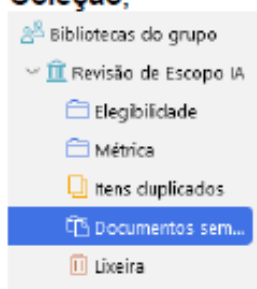 Coleção;
Bibliotecas do grupo
Revisão de Escopo IA
Elegibilidade
Métrica
Itens duplicados
Documentos sem...
Lixeira